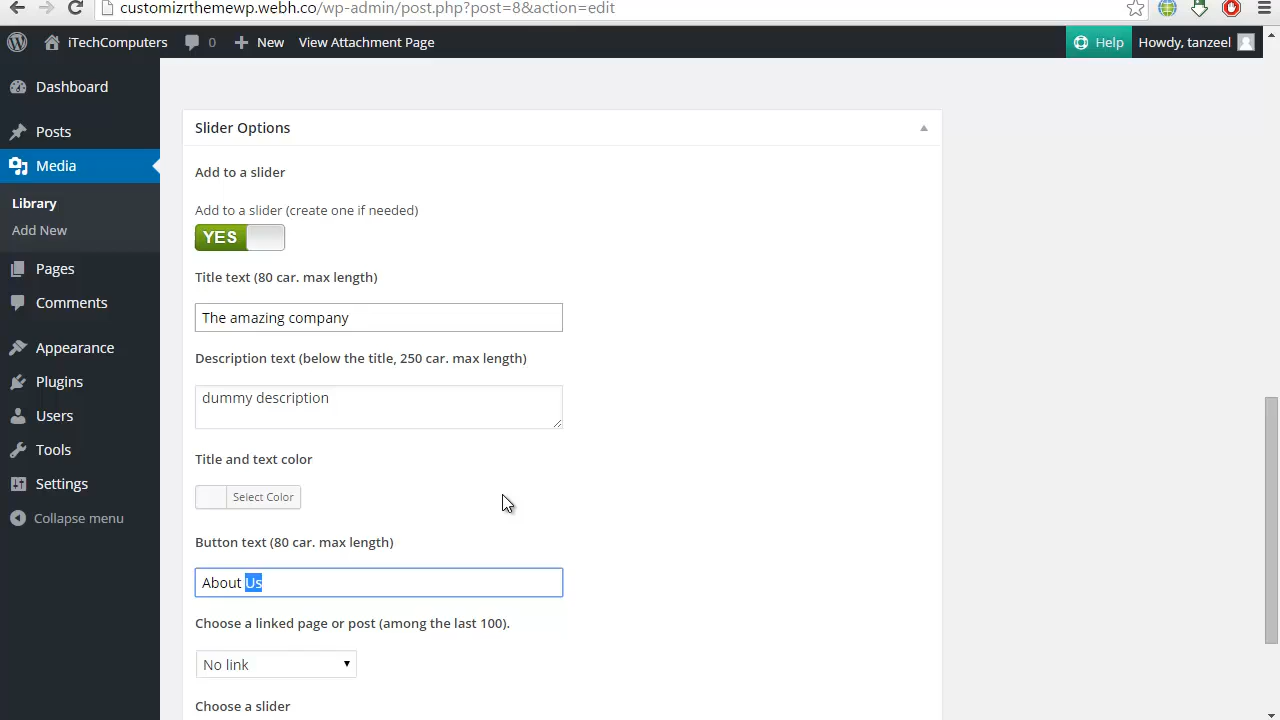 customizrthemewp.webh.co/wp-admin/post.php?post=8&action=edit
iTechComputers 0 New View Attachment Page Help Howdy, tanzeel
Dashboard
Posts
Media
Library
Add New
Pages
Comments
Appearance
Plugins
Users
Tools
Settings
Collapse menu
Slider Options
Add to a slider
Add to a slider (create one if needed)
YES
Title text (80 car. max length)
The amazing company
Description text (below the title, 250 car. max length)
dummy description
Title and text color
Select Color
Button text (80 car. max length)
About Us
Choose a linked page or post (among the last 100).
No link
Choose a slider